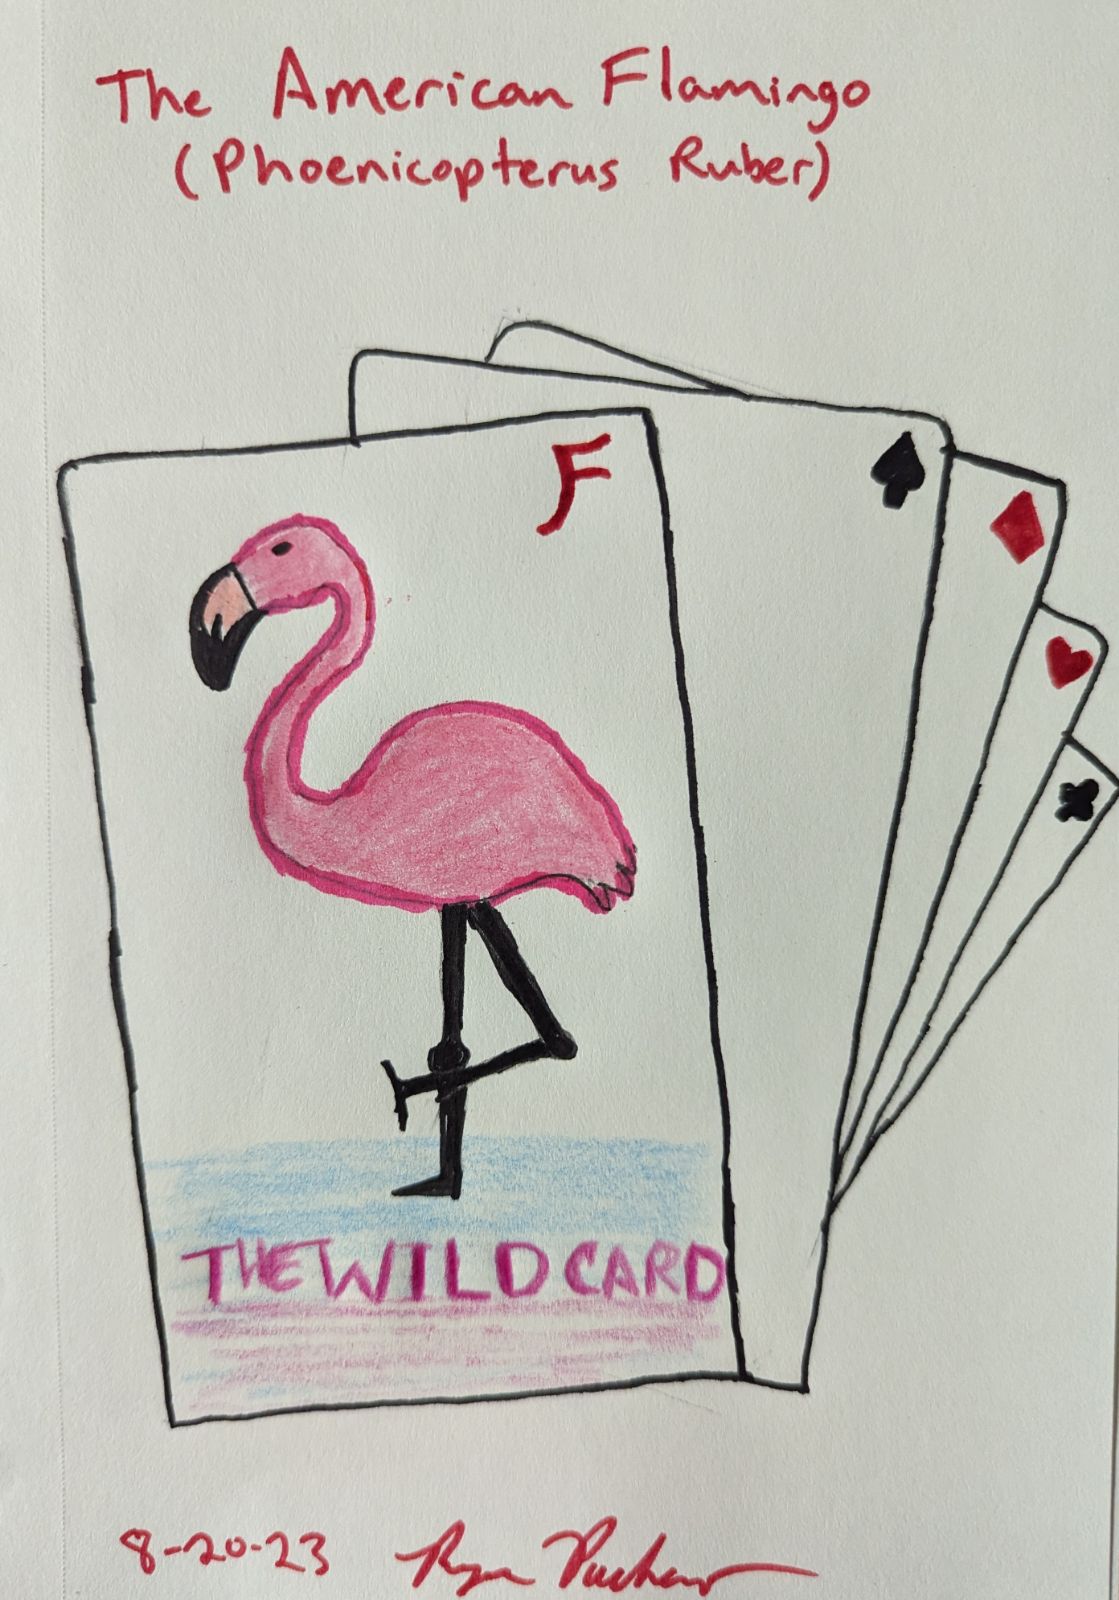 The American Flamingo
(Phoenicopterus Ruber)
F
THE WILD CARD
8-20-23